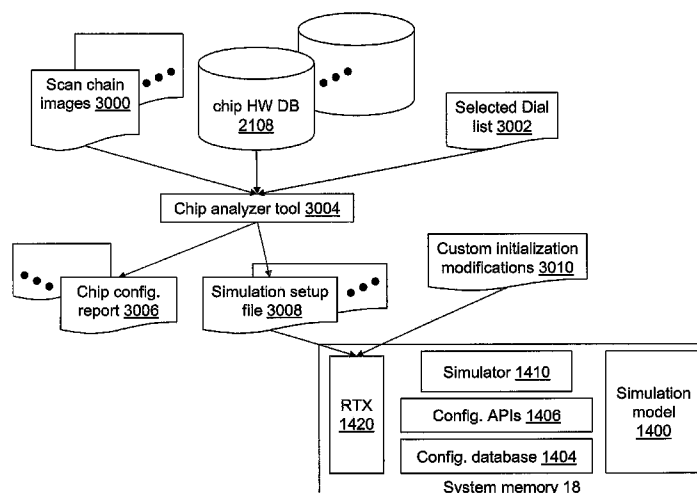 Scan chain
images 3000
chip HW DB
2108
Selected Dial
list 3002
Chip analyzer tool 3004
Chip config.
report 3006
Simulation setup
file 3008
Custom initialization
modifications 3010
RTX
1420
Simulator 1410
Config. APIs 1406
Config. database 1404
Simulation
model
1400
System memory 18